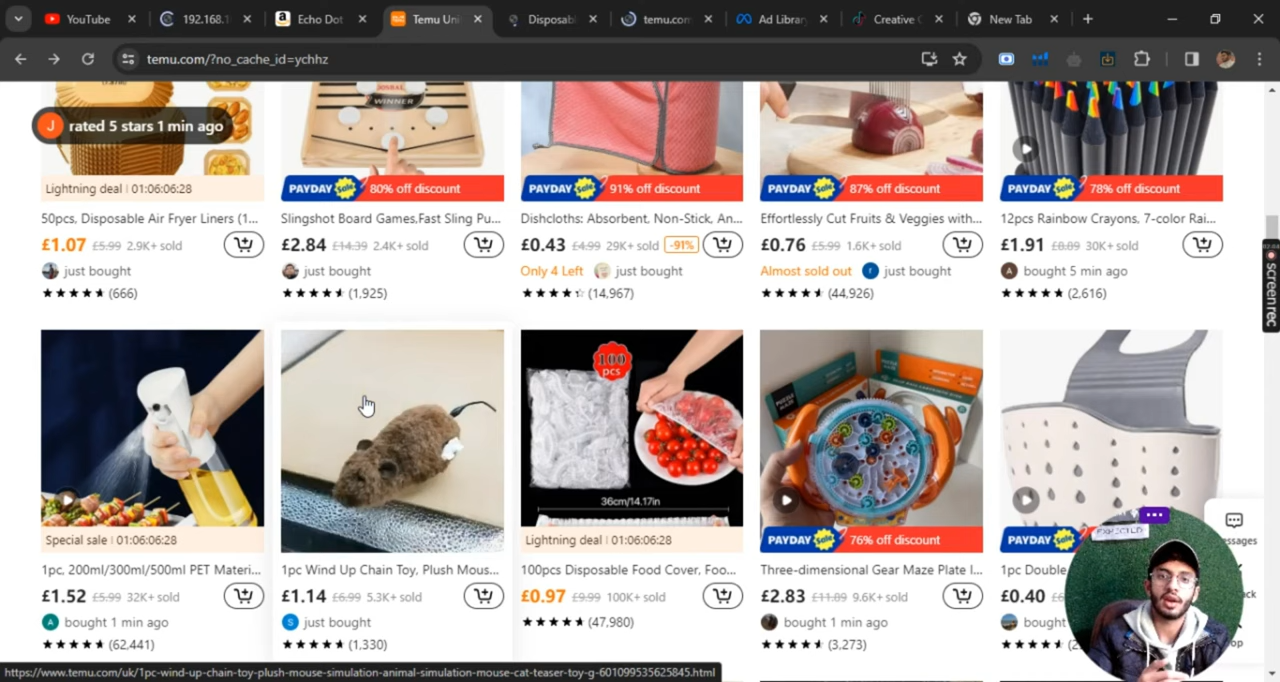 YouTube
192.168.1
Echo Dot
Temu Uni
Disposab
temu.com
Ad Librar
Creative C
New Tab
temu.com/?no_cache_id=ychhz
J rated 5 stars 1 min ago
WINNER
Lightning deal | 01:06:06:28
PAYDAY Sale 80% off discount
PAYDAY Sale 91% off discount
PAYDAY Sale 87% off discount
PAYDAY Sale 78% off discount
50pcs, Disposable Air Fryer Liners (1...
Slingshot Board Games,Fast Sling Pu...
Dishcloths: Absorbent, Non-Stick, An...
Effortlessly Cut Fruits & Veggies with...
12pcs Rainbow Crayons, 7-color Rai...
£1.07 £5.99 2.9K+ sold
£2.84 £14.39 2.4K+ sold
£0.43 £4.99 29K+ sold -91%
£0.76 £5.99 1.6K+ sold
£1.91 £8.89 30K+ sold
just bought
just bought
Only 4 Left just bought
Almost sold out f just bought
A bought 5 min ago
(666)
(1,925)
(14,967)
(44,926)
(2,616)
screenrec
100
pcs
36cm/14.17in
Special sale | 01:06:06:28
Lightning deal | 01:06:06:28
PAYDAY Sale 76% off discount
PAYDAY Sale
essages
1pc, 200ml/300ml/500ml PET Materi...
1pc Wind Up Chain Toy, Plush Mous...
100pcs Disposable Food Cover, Foo...
Three-dimensional Gear Maze Plate I...
1pc Double
£1.52 £5.99 32K+ sold
£1.14 £6.99 5.3K+ sold
£0.97 £9.99 100K+ sold
£2.83 £11.89 9.6K+ sold
£0.40
A bought 1 min ago
S just bought
(47,980)
bought 1 min ago
bought
(62,441)
(1,330)
(3,273)
https://www.temu.com/uk/1pc-wind-up-chain-toy-plush-mouse-simulation-animal-simulation-mouse-cat-teaser-toy-g-601099535625845.html